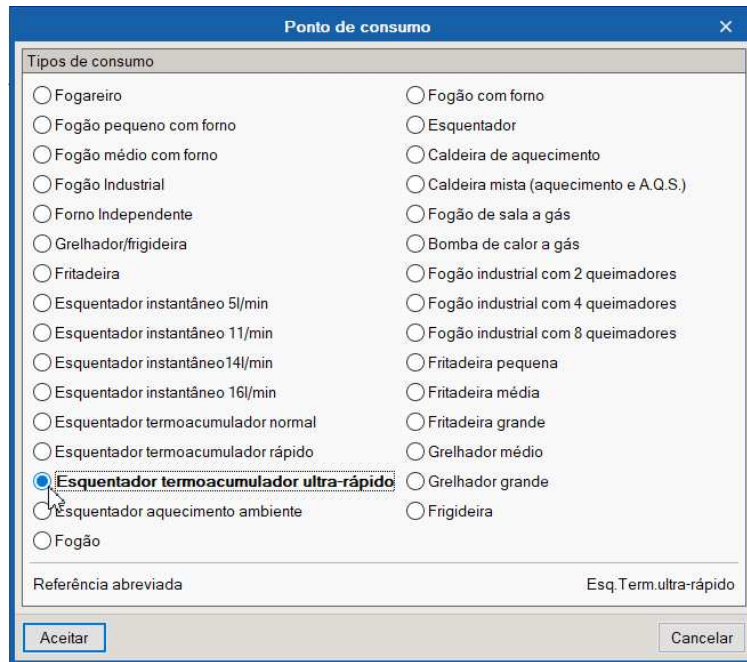 Ponto de consumo
Tipos de consumo
Fogareiro
Fogão pequeno com forno
Fogão médio com forno
Fogão Industrial
Forno Independente
Grelhador/frigideira
Fritadeira
Esquentador instantâneo 5l/min
Esquentador instantâneo 11/min
Esquentador instantâneo14l/min
Esquentador instantâneo 16l/min
Esquentador termoacumulador normal
Esquentador termoacumulador rápido
Esquentador termoacumulador ultra-rápido
Esquentador aquecimento ambiente
Fogão
Fogão com forno
Esquentador
Caldeira de aquecimento
Caldeira mista (aquecimento e A.Q.S.)
Fogão de sala a gás
Bomba de calor a gás
Fogão industrial com 2 queimadores
Fogão industrial com 4 queimadores
Fogão industrial com 8 queimadores
Fritadeira pequena
Fritadeira média
Fritadeira grande
Grelhador médio
Grelhador grande
Frigideira
Referência abreviada
Esq.Term.ultra-rápido
Aceitar
Cancelar